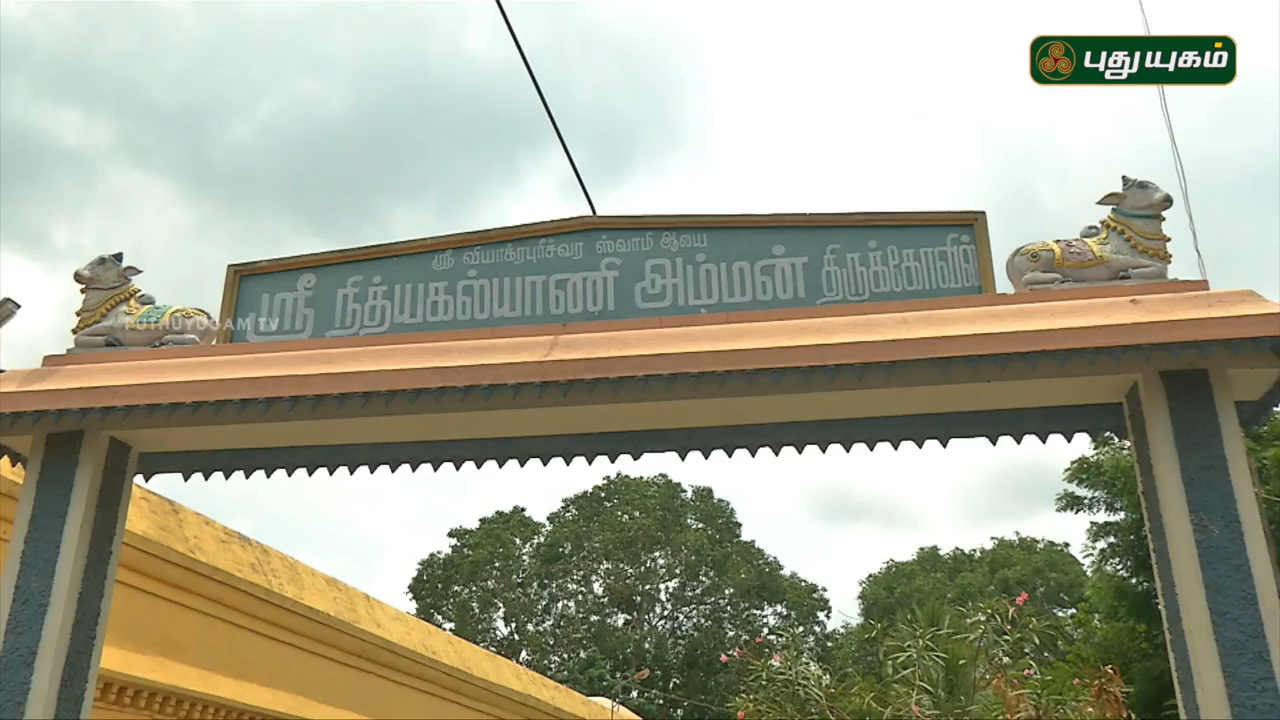 புதுயுகம்
ஸ்ரீ வியாக்ரபுரீச்வர ஸ்வாமி ஆலய
ஸ்ரீ நித்யகல்யாணி அம்மன் திருக்கோவில்
PUTHUYUGAM TV